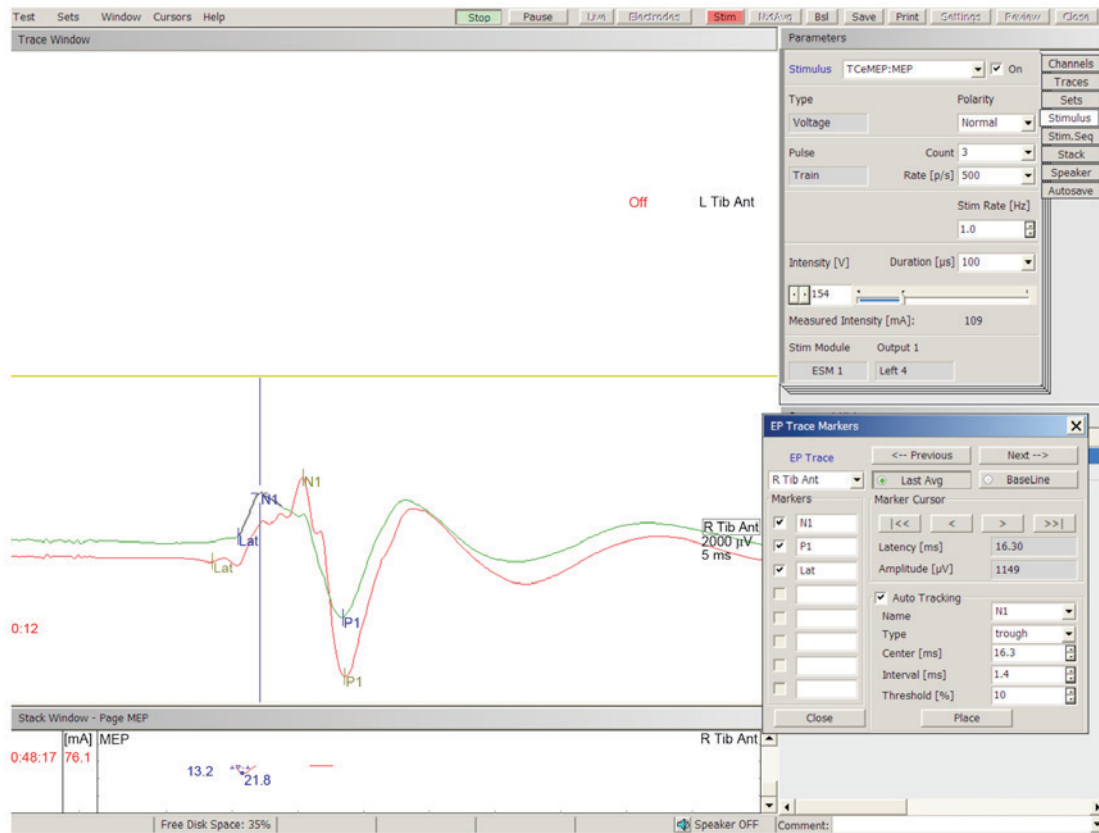 Test Sets Window Cursors Help Stop Pause Live Electrodes Stim NotAvg Bsl Save Print Settings Review Close
Trace Window
Parameters
Stimulus TCeMEP:MEP On
Type Polarity
Voltage Normal
Pulse Count 3
Train Rate [p/s] 500
Stim Rate [Hz]
1.0
Intensity [V] Duration [µs] 100
154
Measured Intensity [mA]: 109
Stim Module Output 1
ESM 1 Left 4
Channels
Traces
Sets
Stimulus
Stim.Seq
Stack
Speaker
Autosave
Off L Tib Ant
N1
N1
Lat
Lat
P1
P1
R Tib Ant
2000 µV
5 ms
0:12
EP Trace Markers
EP Trace <-- Previous Next -->
R Tib Ant Last Avg BaseLine
Markers Marker Cursor
N1 |<< < > >>|
P1 Latency [ms] 16.30
Lat Amplitude [µV] 1149
Auto Tracking
Name N1
Type trough
Center [ms] 16.3
Interval [ms] 1.4
Threshold [%] 10
Close Place
Stack Window - Page MEP
[mA] MEP R Tib Ant
0:48:17 76.1
13.2
21.8
Free Disk Space: 35% Speaker OFF Comment: